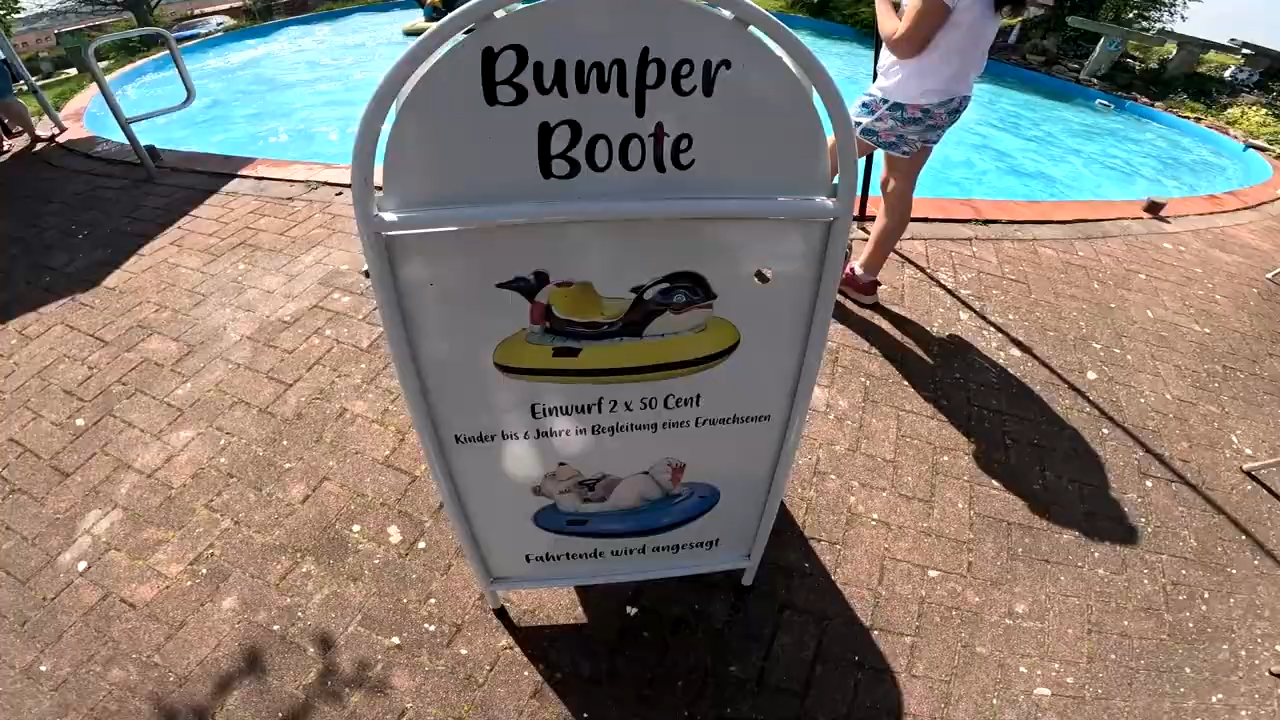 Bumper
Boote
Einwurf 2 x 50 Cent
Kinder bis 6 Jahre in Begleitung eines Erwachsenen
Fahrtende wird angesagt